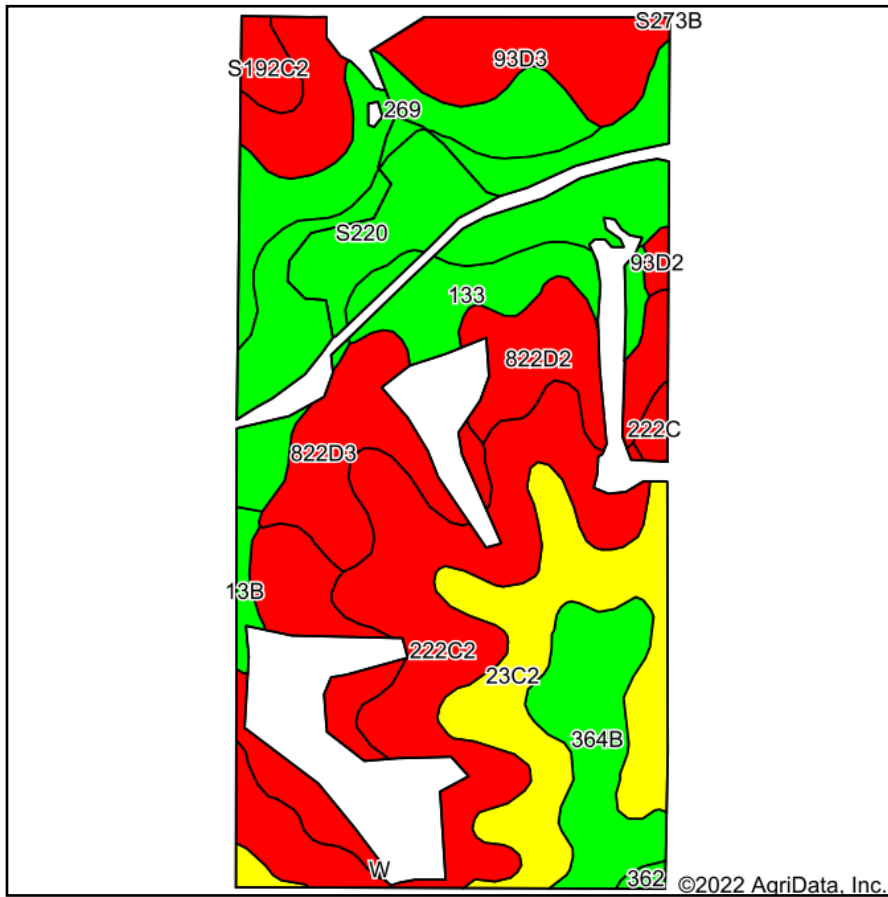 S273B
93D3
S192C2
269
S220
93D2
133
822D2
222C
822D3
13B
222C2
23C2
364B
W
362
©2022 AgriData, Inc.